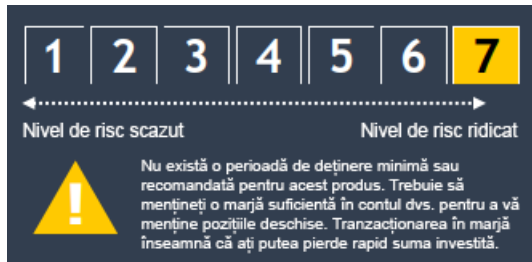 1 2 3 4 5 6 7
Nivel de risc scazut Nivel de risc ridicat
!
Nu există o perioadă de deținere minimă sau
recomandată pentru acest produs. Trebuie să
mențineți o marjă suficientă în contul dvs. pentru a vă
menține pozițiile deschise. Tranzacționarea în marjă
înseamnă că ați putea pierde rapid suma investită.